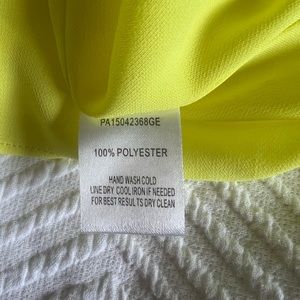 PA15042368GE
100% POLYESTER
HAND WASH COLD
LINE DRY COOL IRON IF NEEDED
FOR BEST RESULTS DRY CLEAN